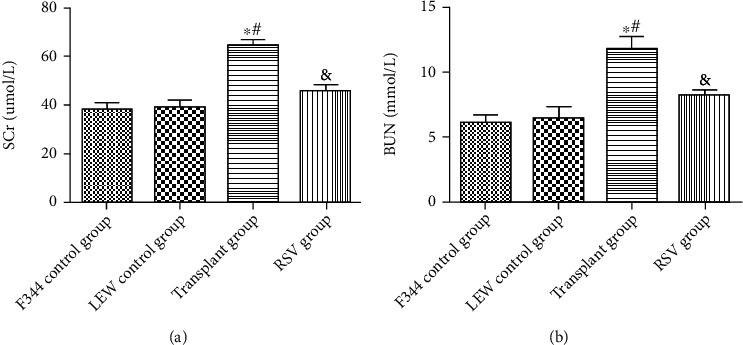 80
60
40
20
0
SCr (umol/L)
*#
&
F344 control group
LEW control group
Transplant group
RSV group
(a)
15
10
5
0
BUN (mmol/L)
*#
&
F344 control group
LEW control group
Transplant group
RSV group
(b)